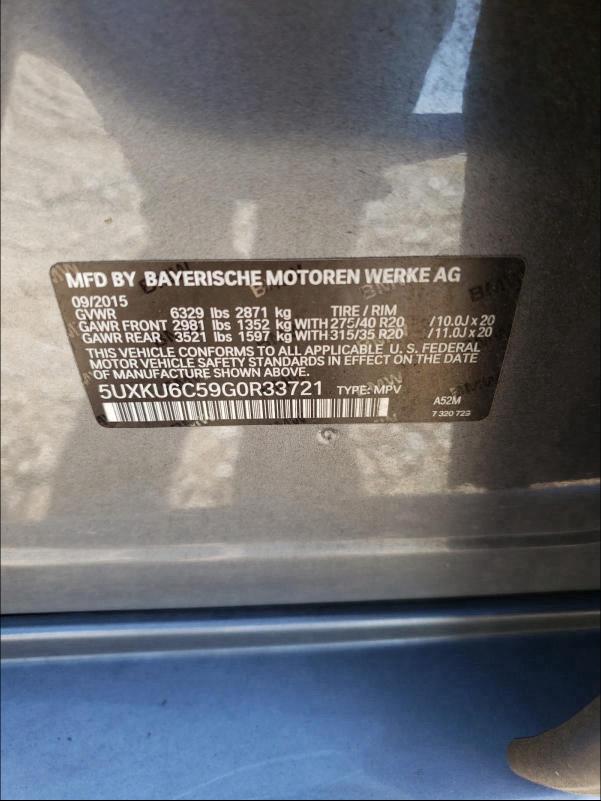 MFD BY BAYERISCHE MOTOREN WERKE AG
09/2015
GVWR 6329 lbs 2871 kg TIRE / RIM
GAWR FRONT 2981 lbs 1352 kg WITH 275/40 R20 /10.0J x 20
GAWR REAR 3521 lbs 1597 kg WITH 315/35 R20 /11.0J x 20
THIS VEHICLE CONFORMS TO ALL APPLICABLE U. S. FEDERAL
MOTOR VEHICLE SAFETY STANDARDS IN EFFECT ON THE DATE
OF MANUFACTURE SHOWN ABOVE.
5UXKU6C59G0R33721 TYPE: MPV
A52M
7 320 729